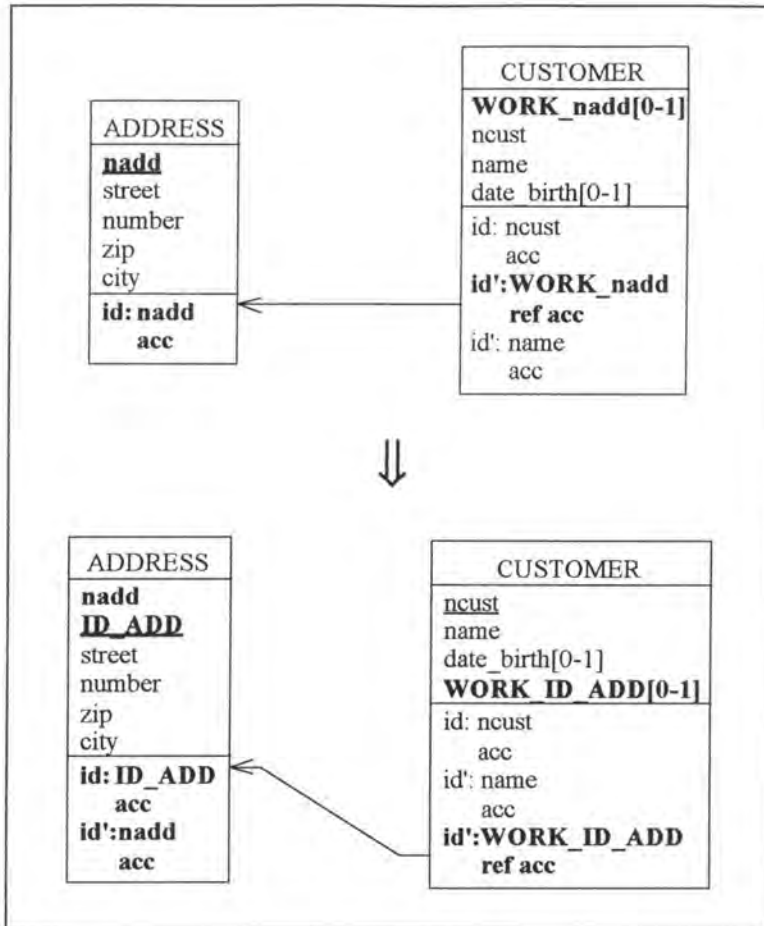 ADDRESS
nadd
street
number
zip
city
id: nadd
acc
CUSTOMER
WORK_nadd[0-1]
ncust
name
date_birth[0-1]
id: ncust
acc
id':WORK_nadd
ref acc
id': name
acc
⇓
ADDRESS
nadd
ID_ADD
street
number
zip
city
id: ID_ADD
acc
id':nadd
acc
CUSTOMER
ncust
name
date_birth[0-1]
WORK_ID_ADD[0-1]
id: ncust
acc
id': name
acc
id':WORK_ID_ADD
ref acc